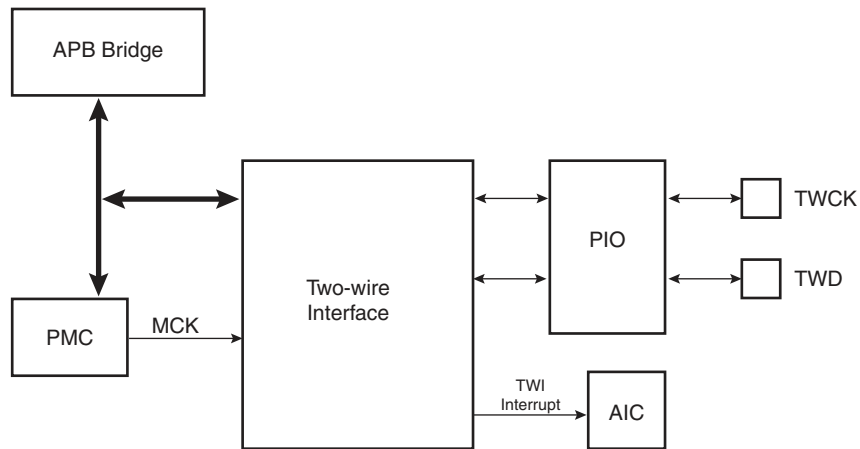 APB Bridge
TWCK
PIO
Two-wire
Interface
TWD
PMC
MCK
TWI
Interrupt
AIC